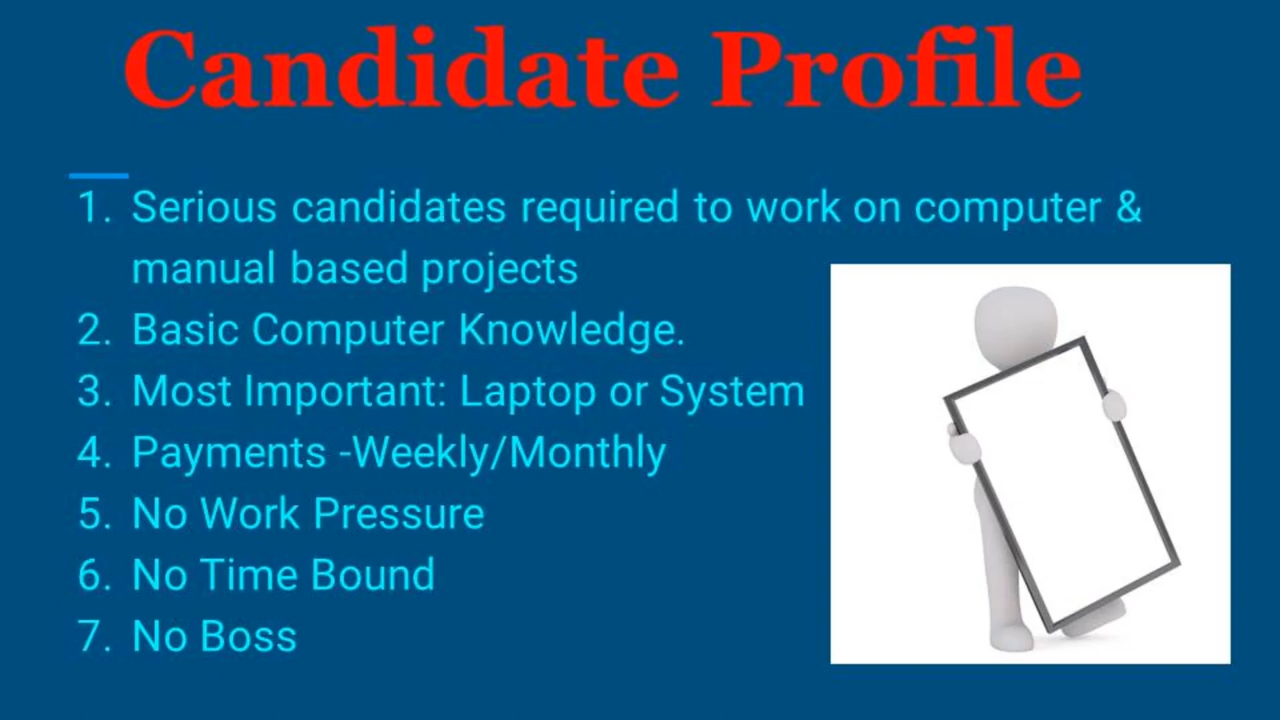 Candidate Profile
1. Serious candidates required to work on computer &
manual based projects
2. Basic Computer Knowledge.
3. Most Important: Laptop or System
4. Payments -Weekly/Monthly
5. No Work Pressure
6. No Time Bound
7. No Boss